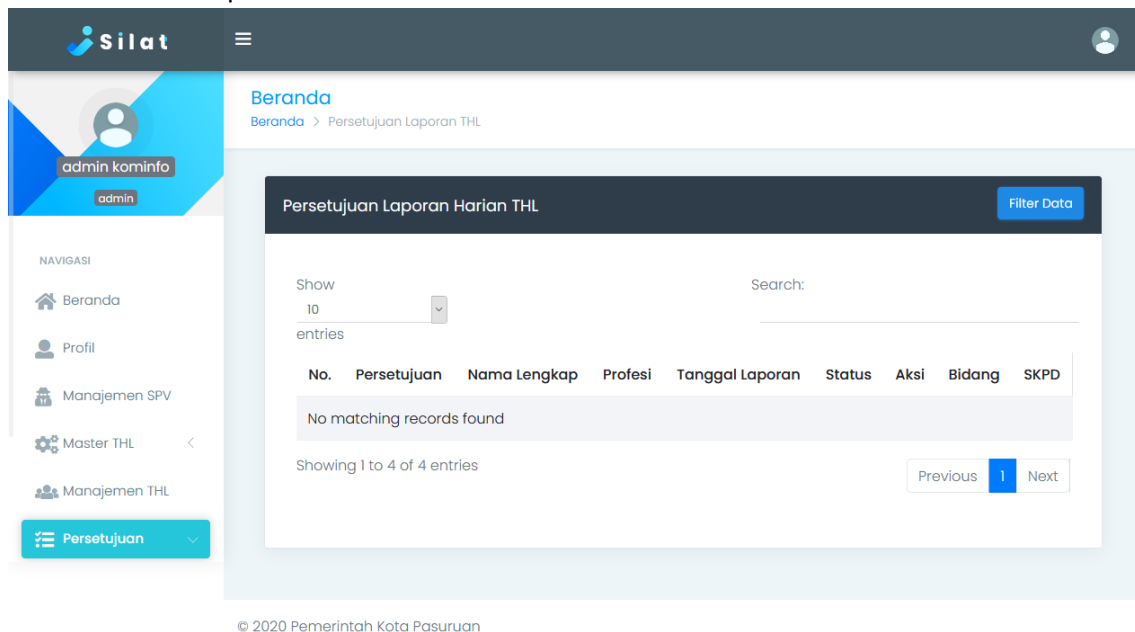 Silat
Beranda
Beranda > Persetujuan Laporan THL
admin kominfo
admin
NAVIGASI
Beranda
Profil
Manajemen SPV
Master THL
Manajemen THL
Persetujuan
Persetujuan Laporan Harian THL
Filter Data
Show
10
entries
Search:
No. Persetujuan Nama Lengkap Profesi Tanggal Laporan Status Aksi Bidang SKPD
No matching records found
Showing 1 to 4 of 4 entries
Previous 1 Next
© 2020 Pemerintah Kota Pasuruan